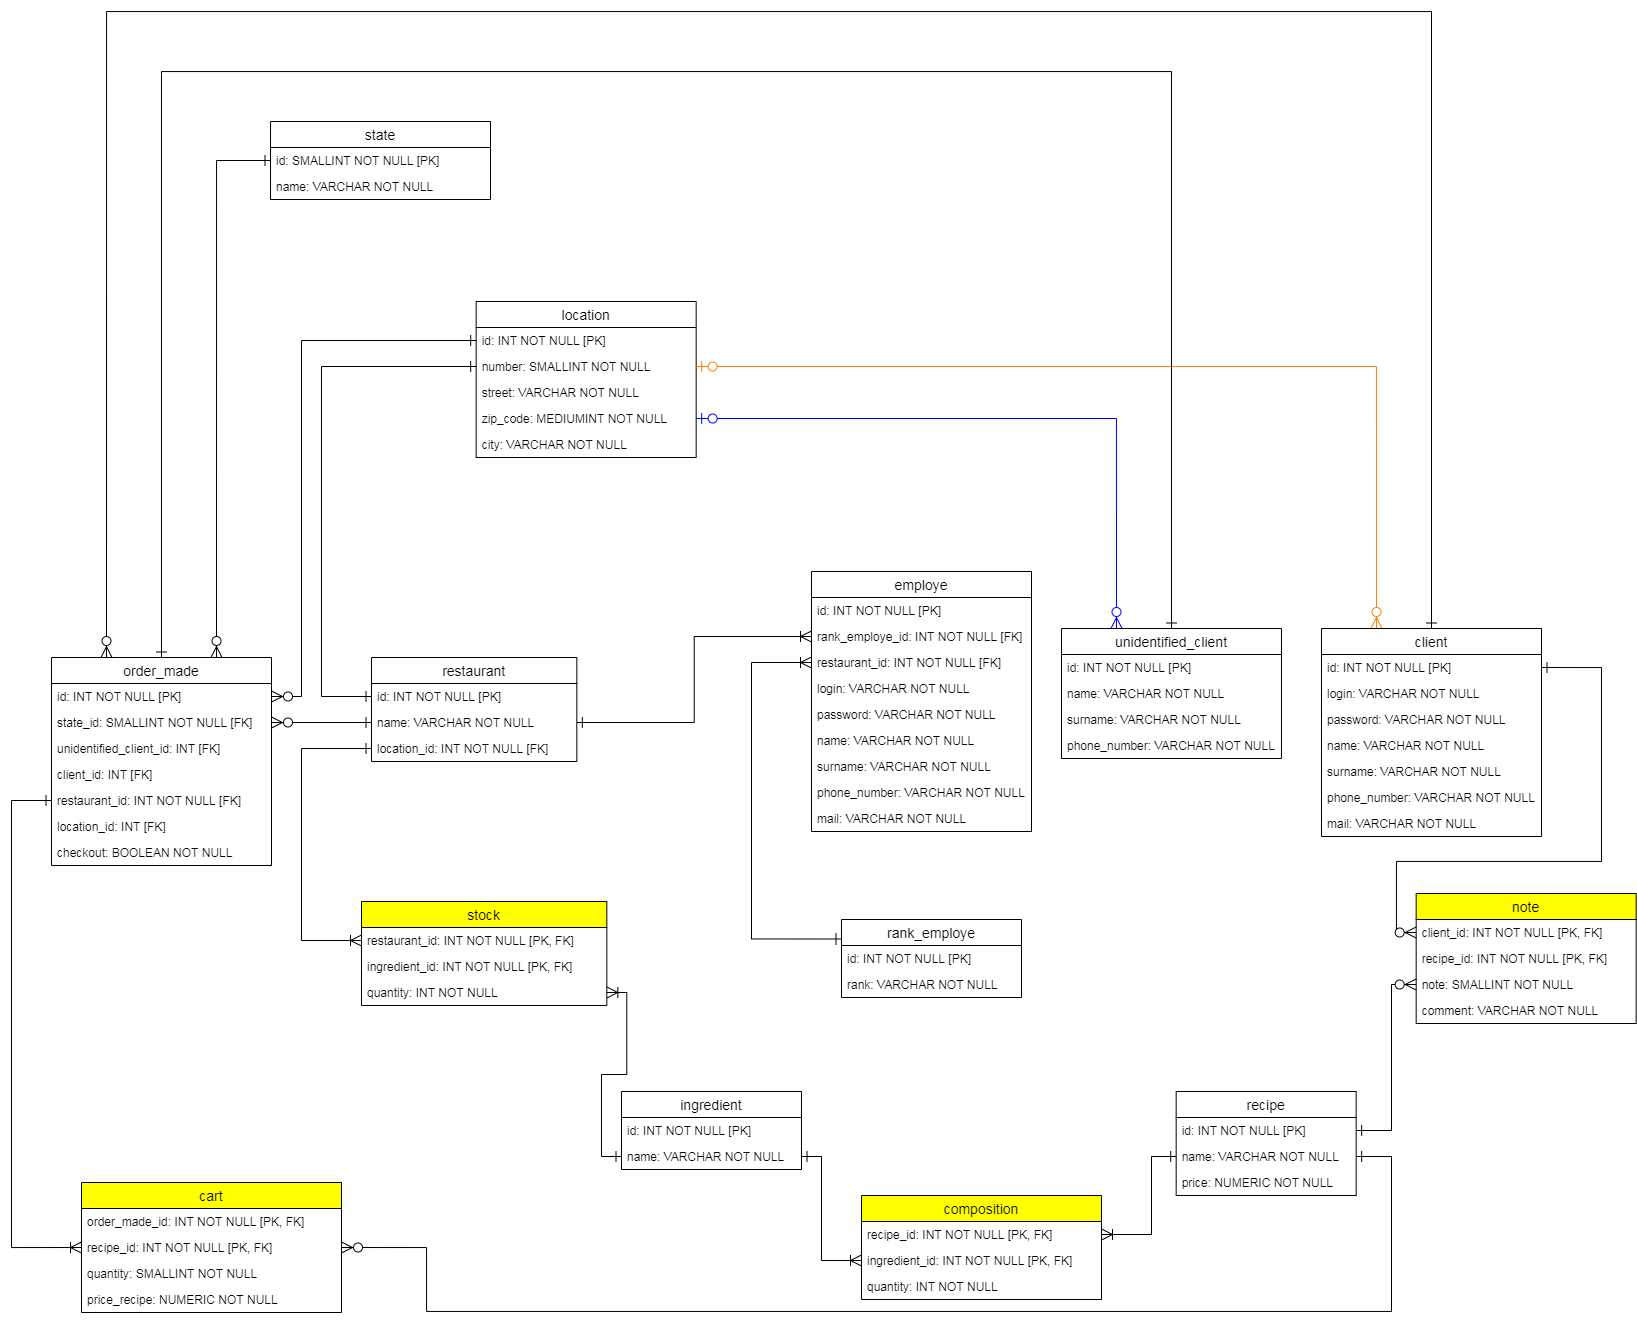 state
id: SMALLINT NOT NULL [PK]
name: VARCHAR NOT NULL
location
id: INT NOT NULL [PK]
number: SMALLINT NOT NULL
street: VARCHAR NOT NULL
zip_code: MEDIUMINT NOT NULL
city: VARCHAR NOT NULL
employe
id: INT NOT NULL [PK]
rank_employe_id: INT NOT NULL [FK]
restaurant_id: INT NOT NULL [FK]
login: VARCHAR NOT NULL
password: VARCHAR NOT NULL
name: VARCHAR NOT NULL
surname: VARCHAR NOT NULL
phone_number: VARCHAR NOT NULL
mail: VARCHAR NOT NULL
unidentified_client
id: INT NOT NULL [PK]
name: VARCHAR NOT NULL
surname: VARCHAR NOT NULL
phone_number: VARCHAR NOT NULL
client
id: INT NOT NULL [PK]
login: VARCHAR NOT NULL
password: VARCHAR NOT NULL
name: VARCHAR NOT NULL
surname: VARCHAR NOT NULL
phone_number: VARCHAR NOT NULL
mail: VARCHAR NOT NULL
order_made
id: INT NOT NULL [PK]
state_id: SMALLINT NOT NULL [FK]
unidentified_client_id: INT [FK]
client_id: INT [FK]
restaurant_id: INT NOT NULL [FK]
location_id: INT [FK]
checkout: BOOLEAN NOT NULL
restaurant
id: INT NOT NULL [PK]
name: VARCHAR NOT NULL
location_id: INT NOT NULL [FK]
stock
restaurant_id: INT NOT NULL [PK, FK]
ingredient_id: INT NOT NULL [PK, FK]
quantity: INT NOT NULL
rank_employe
id: INT NOT NULL [PK]
rank: VARCHAR NOT NULL
note
client_id: INT NOT NULL [PK, FK]
recipe_id: INT NOT NULL [PK, FK]
note: SMALLINT NOT NULL
comment: VARCHAR NOT NULL
ingredient
id: INT NOT NULL [PK]
name: VARCHAR NOT NULL
recipe
id: INT NOT NULL [PK]
name: VARCHAR NOT NULL
price: NUMERIC NOT NULL
cart
order_made_id: INT NOT NULL [PK, FK]
recipe_id: INT NOT NULL [PK, FK]
quantity: SMALLINT NOT NULL
price_recipe: NUMERIC NOT NULL
composition
recipe_id: INT NOT NULL [PK, FK]
ingredient_id: INT NOT NULL [PK, FK]
quantity: INT NOT NULL